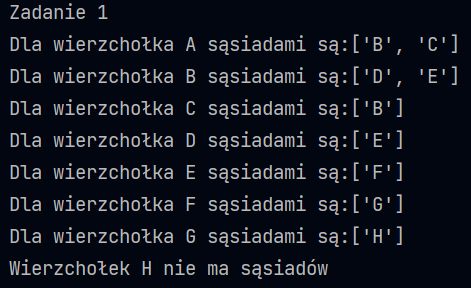 Zadanie 1
Dla wierzchołka A sąsiadami są:['B', 'C']
Dla wierzchołka B sąsiadami są:['D', 'E']
Dla wierzchołka C sąsiadami są:['B']
Dla wierzchołka D sąsiadami są:['E']
Dla wierzchołka E sąsiadami są:['F']
Dla wierzchołka F sąsiadami są:['G']
Dla wierzchołka G sąsiadami są:['H']
Wierzchołek H nie ma sąsiadów